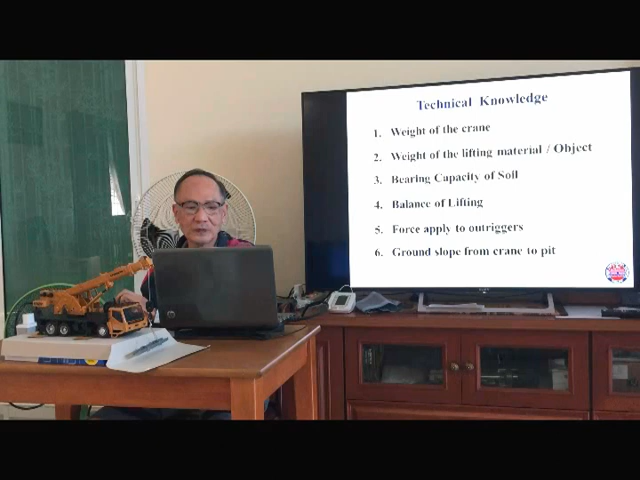 Technical Knowledge
1. Weight of the crane
2. Weight of the lifting material / Object
3. Bearing Capacity of Soil
4. Balance of Lifting
5. Force apply to outriggers
6. Ground slope from crane to pit
hp